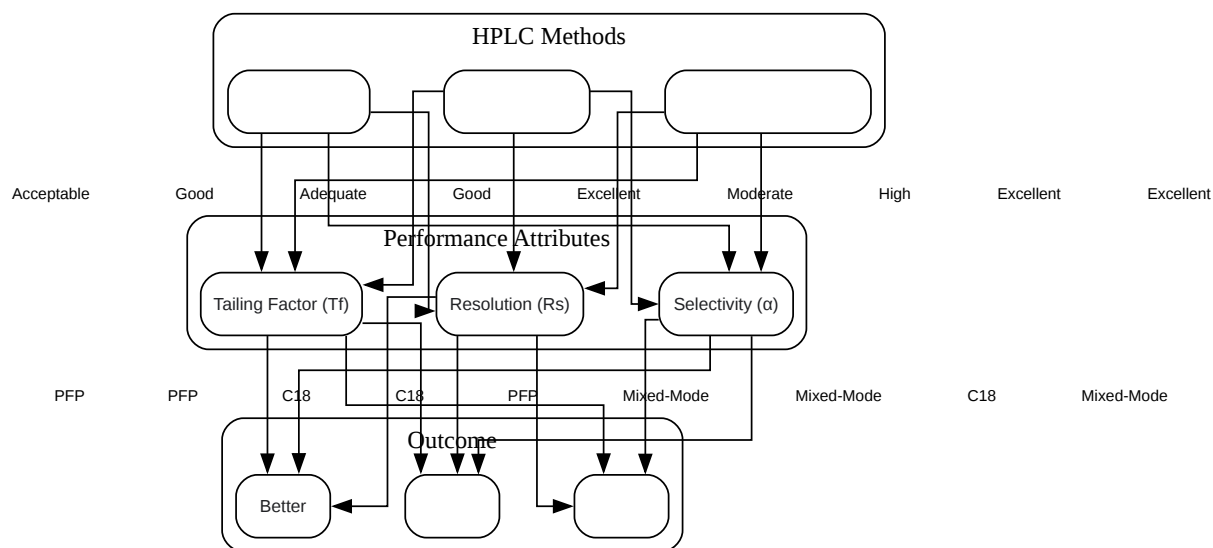 HPLC Methods
Acceptable Good Adequate Good Excellent Moderate High Excellent Excellent
Performance Attributes
Tailing Factor (Tf) Resolution (Rs) Selectivity (α)
PFP PFP C18 C18 PFP Mixed-Mode Mixed-Mode C18 Mixed-Mode
Outcome
Better